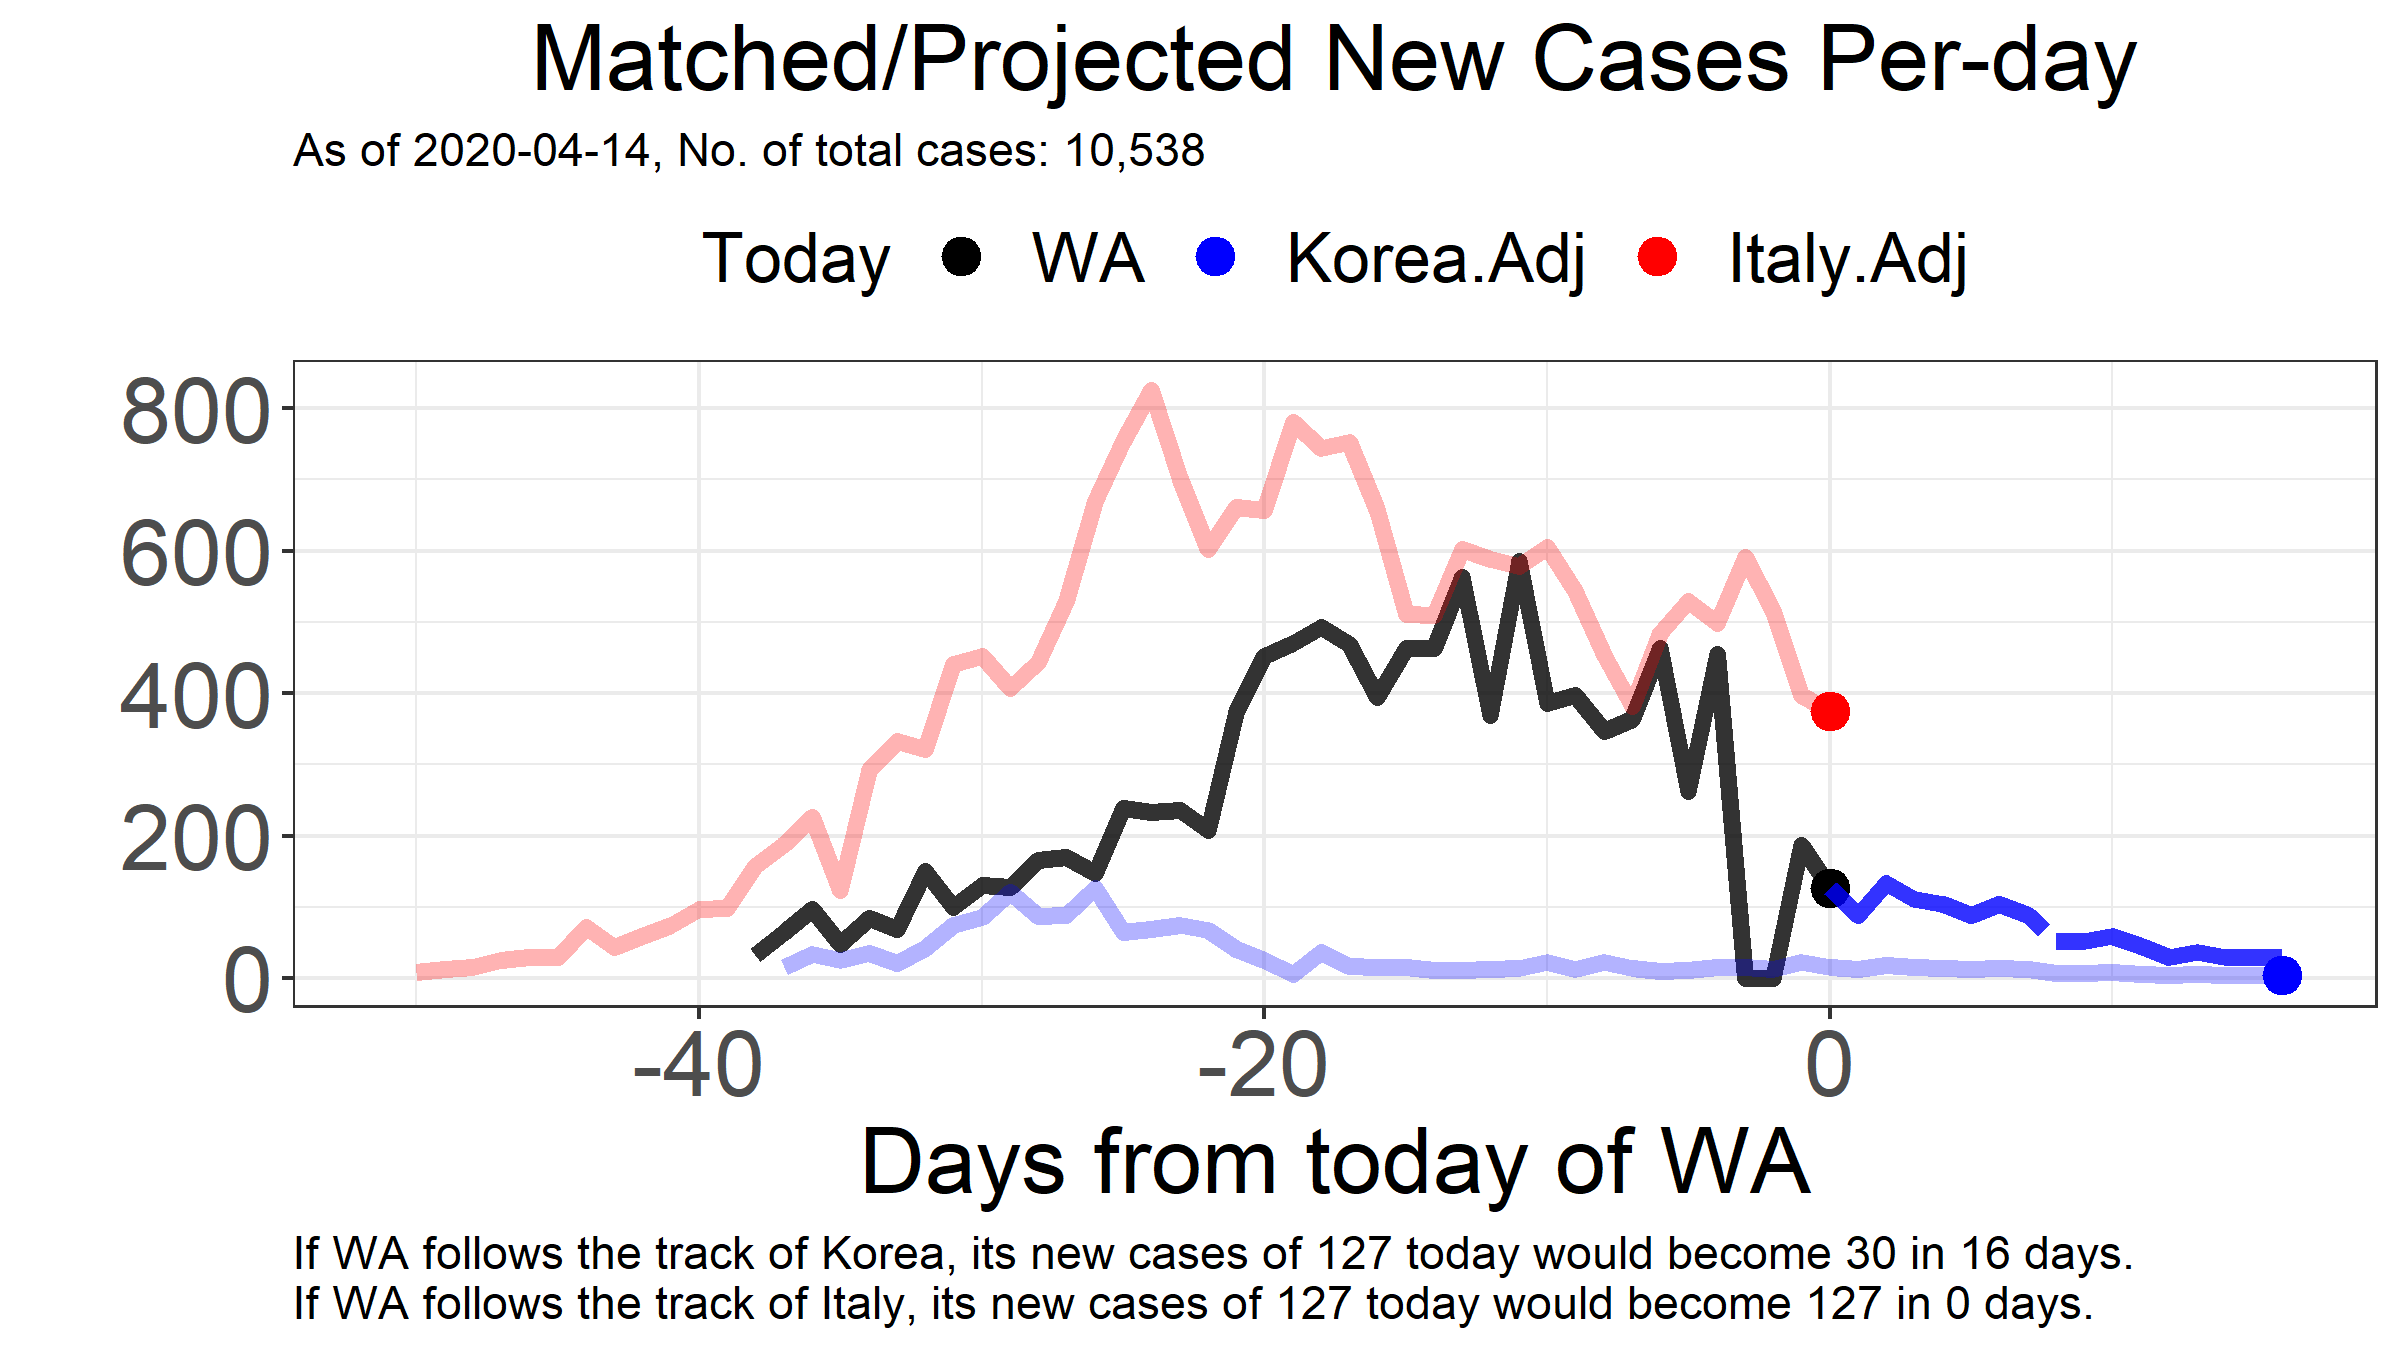 Matched/Projected New Cases Per-day
As of 2020-04-14, No. of total cases: 10,538
Today WA Korea.Adj Italy.Adj
800
600
400
200
0
-40 -20 0
Days from today of WA
If WA follows the track of Korea, its new cases of 127 today would become 30 in 16 days.
If WA follows the track of Italy, its new cases of 127 today would become 127 in 0 days.